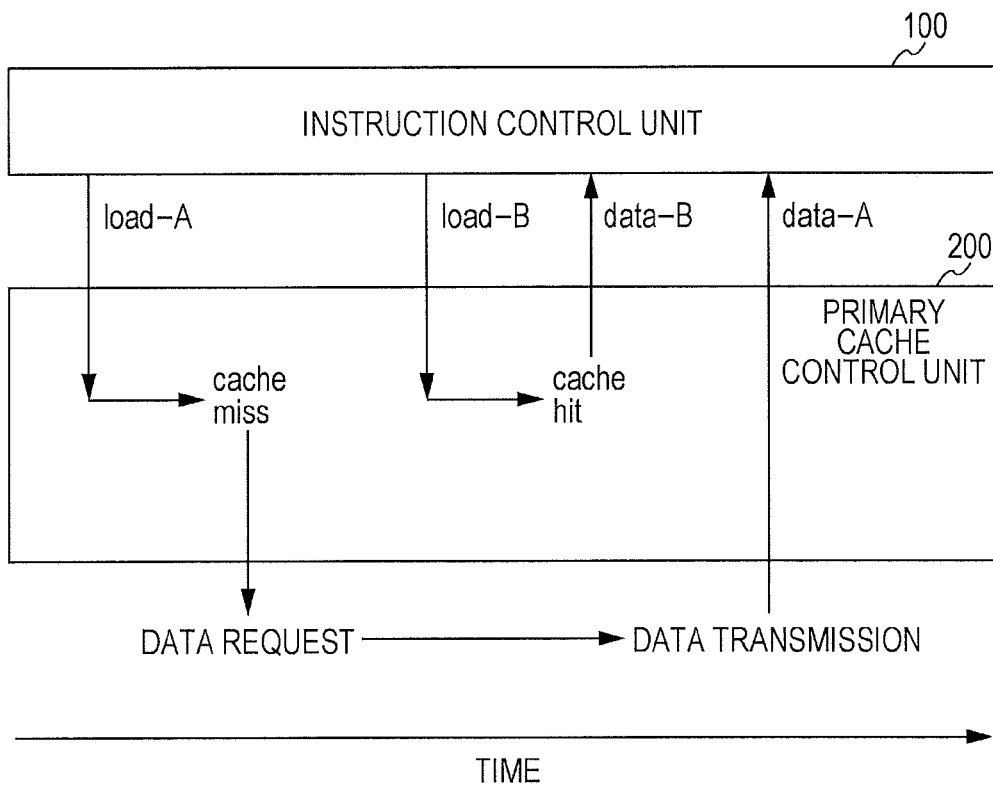 100
INSTRUCTION CONTROL UNIT
load–A
load–B
data–B
data–A
200
PRIMARY
CACHE
CONTROL UNIT
cache
miss
cache
hit
DATA REQUEST
DATA TRANSMISSION
TIME